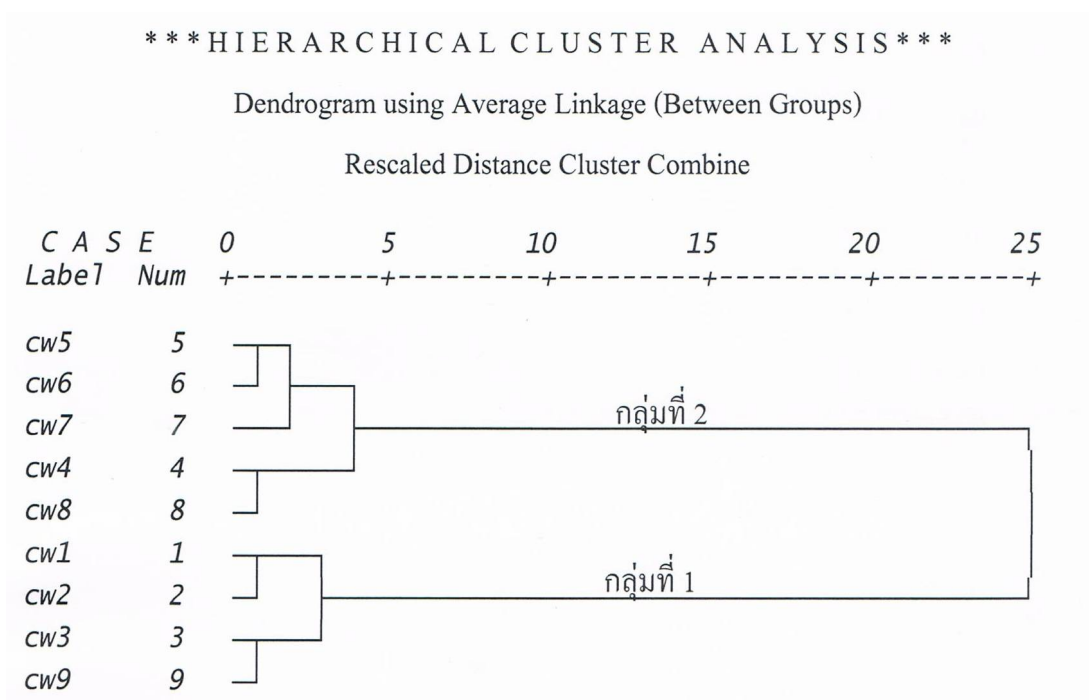 ***HIERARCHICAL CLUSTER ANALYSIS***
Dendrogram using Average Linkage (Between Groups)
Rescaled Distance Cluster Combine
C A S E 0 5 10 15 20 25
Label Num +---------+---------+---------+---------+---------+
cw5 5
cw6 6
กลุ่มที่ 2
cw7 7
cw4 4
cw8 8
cw1 1
กลุ่มที่ 1
cw2 2
cw3 3
cw9 9